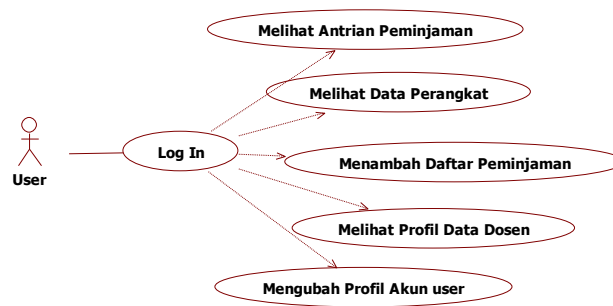 Melihat Antrian Peminjaman
Melihat Data Perangkat
Log In
Menambah Daftar Peminjaman
User
Melihat Profil Data Dosen
Mengubah Profil Akun user